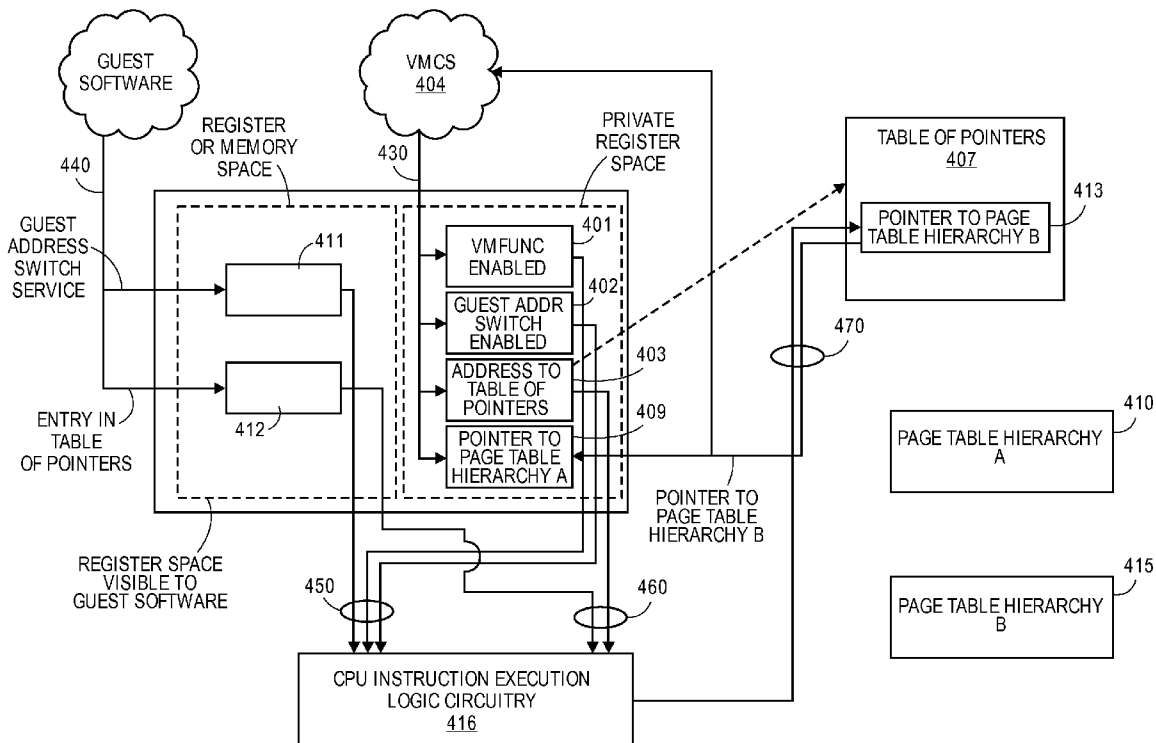 GUEST
SOFTWARE
VMCS
404
440
REGISTER
OR MEMORY
SPACE
430
PRIVATE
REGISTER
SPACE
TABLE OF POINTERS
407
413
POINTER TO PAGE
TABLE HIERARCHY B
GUEST
ADDRESS
SWITCH
SERVICE
411
401
VMFUNC
ENABLED
402
GUEST ADDR
SWITCH
ENABLED
403
ADDRESS TO
TABLE OF
POINTERS
409
POINTER TO
PAGE TABLE
HIERARCHY A
412
ENTRY IN
TABLE
OF POINTERS
470
410
PAGE TABLE HIERARCHY
A
POINTER TO
PAGE TABLE
HIERARCHY B
REGISTER SPACE
VISIBLE TO
GUEST SOFTWARE
450
460
415
PAGE TABLE HIERARCHY
B
CPU INSTRUCTION EXECUTION
LOGIC CIRCUITRY
416